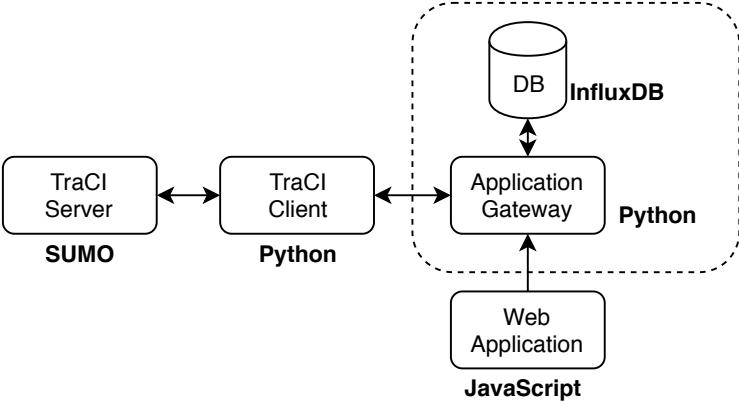 DB
InfluxDB
TraCI
Server
SUMO
TraCI
Client
Python
Application
Gateway
Python
Web
Application
JavaScript